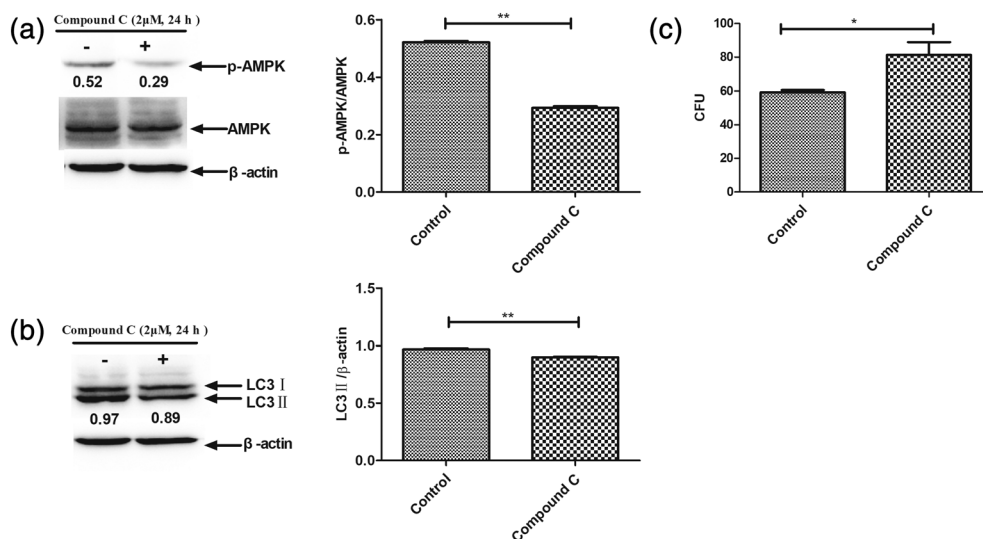 (a)
Compound C (2μM, 24 h )
- +
p-AMPK
0.52 0.29
AMPK
β-actin
p-AMPK/AMPK
0.6
0.4
0.2
0.0
**
Control
Compound C
(c)
CFU
100
80
60
40
20
0
*
Control
Compound C
(b)
Compound C (2μM, 24 h )
- +
LC3 Ⅰ
LC3 Ⅱ
0.97 0.89
β-actin
LC3Ⅱ/β-actin
1.5
1.0
0.5
0.0
**
Control
Compound C